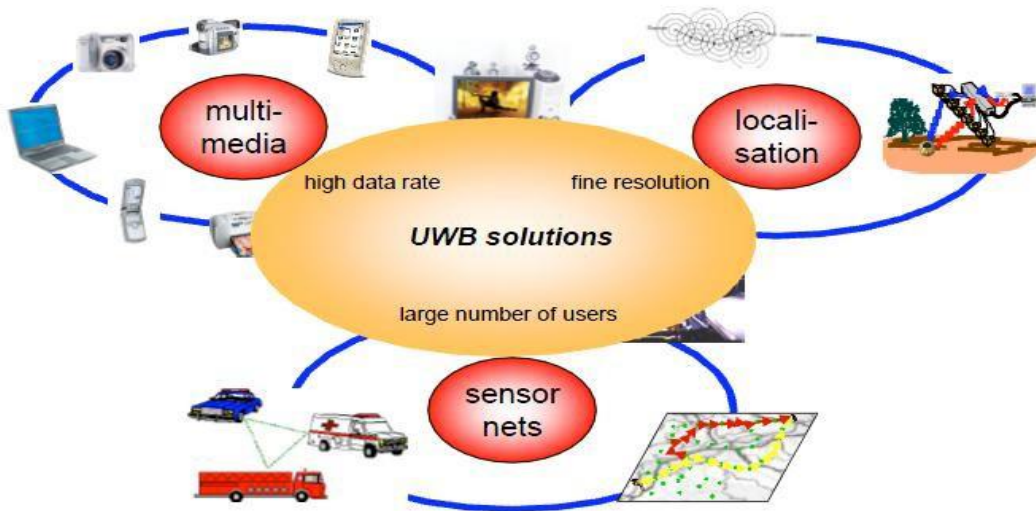 multi-
media
locali-
sation
high data rate
fine resolution
UWB solutions
large number of users
sensor
nets